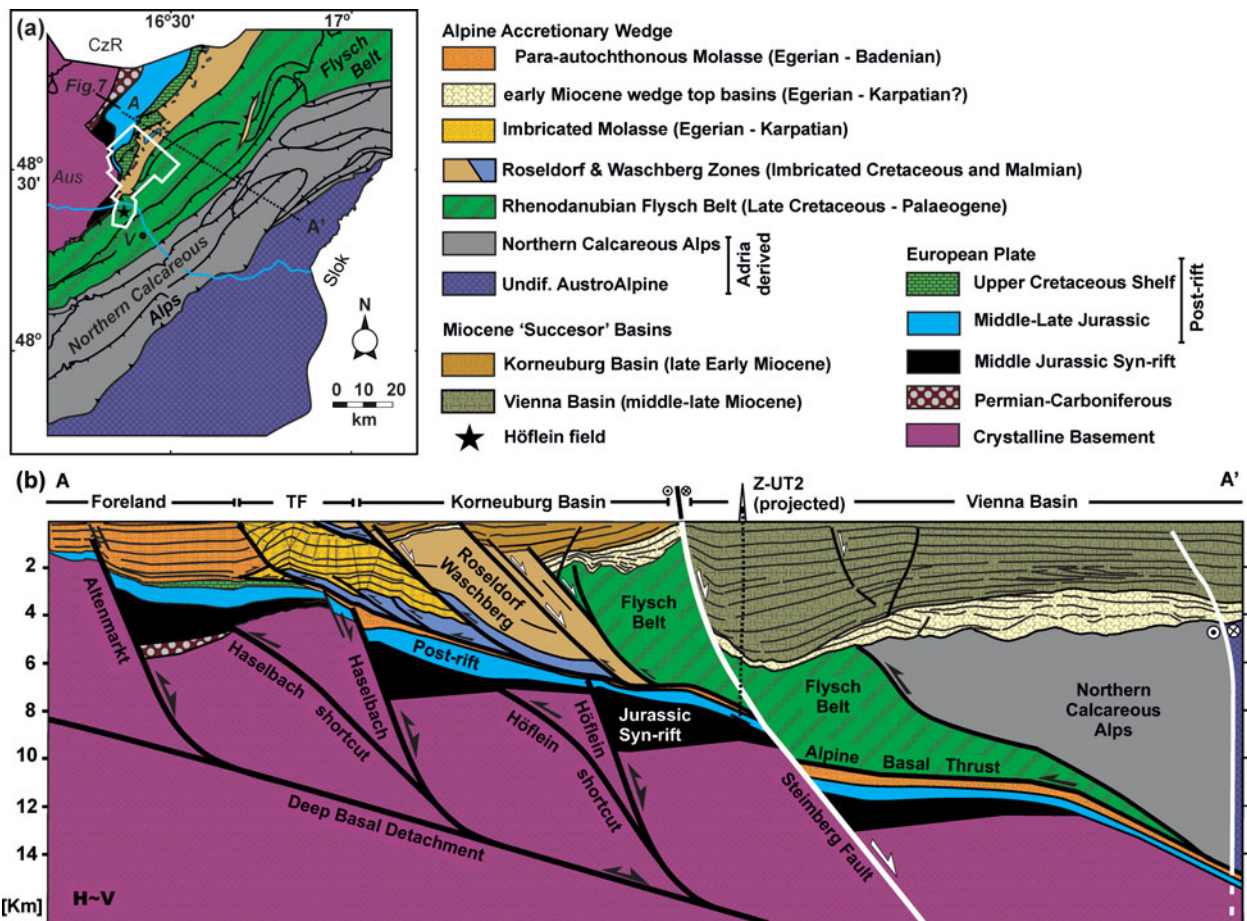 (a)
16°30'
17°
CzR
Fig.7
A
Flysch
Belt
48°
30'
Aus
V
A'
Slok
Northern Calcareous
Alps
48°
N
0 10 20
km
Alpine Accretionary Wedge
Para-autochthonous Molasse (Egerian - Badenian)
early Miocene wedge top basins (Egerian - Karpatian?)
Imbricated Molasse (Egerian - Karpatian)
Roseldorf & Waschberg Zones (Imbricated Cretaceous and Malmian)
Rhenodanubian Flysch Belt (Late Cretaceous - Palaeogene)
Northern Calcareous Alps
Undif. AustroAlpine
Adria
derived
Miocene 'Succesor' Basins
Korneuburg Basin (late Early Miocene)
Vienna Basin (middle-late Miocene)
Höflein field
European Plate
Upper Cretaceous Shelf
Middle-Late Jurassic
Post-rift
Middle Jurassic Syn-rift
Permian-Carboniferous
Crystalline Basement
(b)
A
A'
Foreland
TF
Korneuburg Basin
Z-UT2
(projected)
Vienna Basin
2
4
6
8
10
12
14
[Km]
Altenmarkt
Haselbach
shortcut
Haselbach
Post-rift
Roseldorf
Waschberg
Flysch
Belt
Höflein
shortcut
Höflein
Jurassic
Syn-rift
Deep Basal Detachment
Steimberg Fault
Flysch
Belt
Alpine Basal Thrust
Northern
Calcareous
Alps
H~V